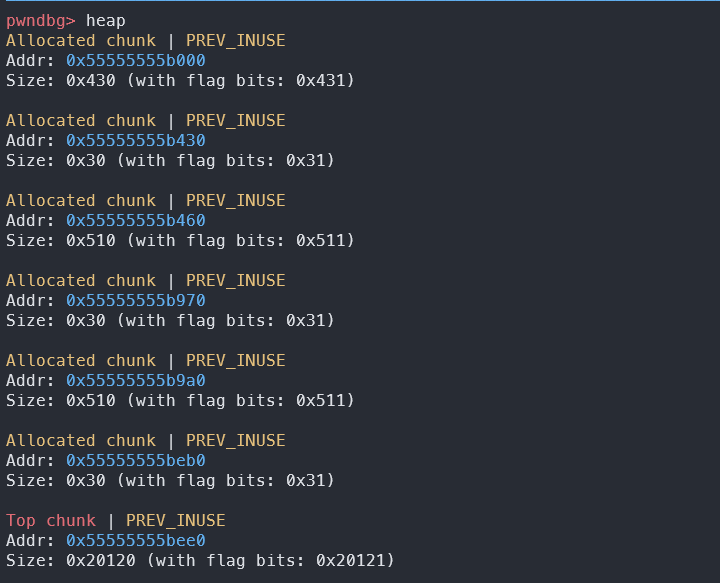 pwndbg> heap
Allocated chunk | PREV_INUSE
Addr: 0x55555555b000
Size: 0x430 (with flag bits: 0x431)
Allocated chunk | PREV_INUSE
Addr: 0x55555555b430
Size: 0x30 (with flag bits: 0x31)
Allocated chunk | PREV_INUSE
Addr: 0x55555555b460
Size: 0x510 (with flag bits: 0x511)
Allocated chunk | PREV_INUSE
Addr: 0x55555555b970
Size: 0x30 (with flag bits: 0x31)
Allocated chunk | PREV_INUSE
Addr: 0x55555555b9a0
Size: 0x510 (with flag bits: 0x511)
Allocated chunk | PREV_INUSE
Addr: 0x55555555beb0
Size: 0x30 (with flag bits: 0x31)
Top chunk | PREV_INUSE
Addr: 0x55555555bee0
Size: 0x20120 (with flag bits: 0x20121)